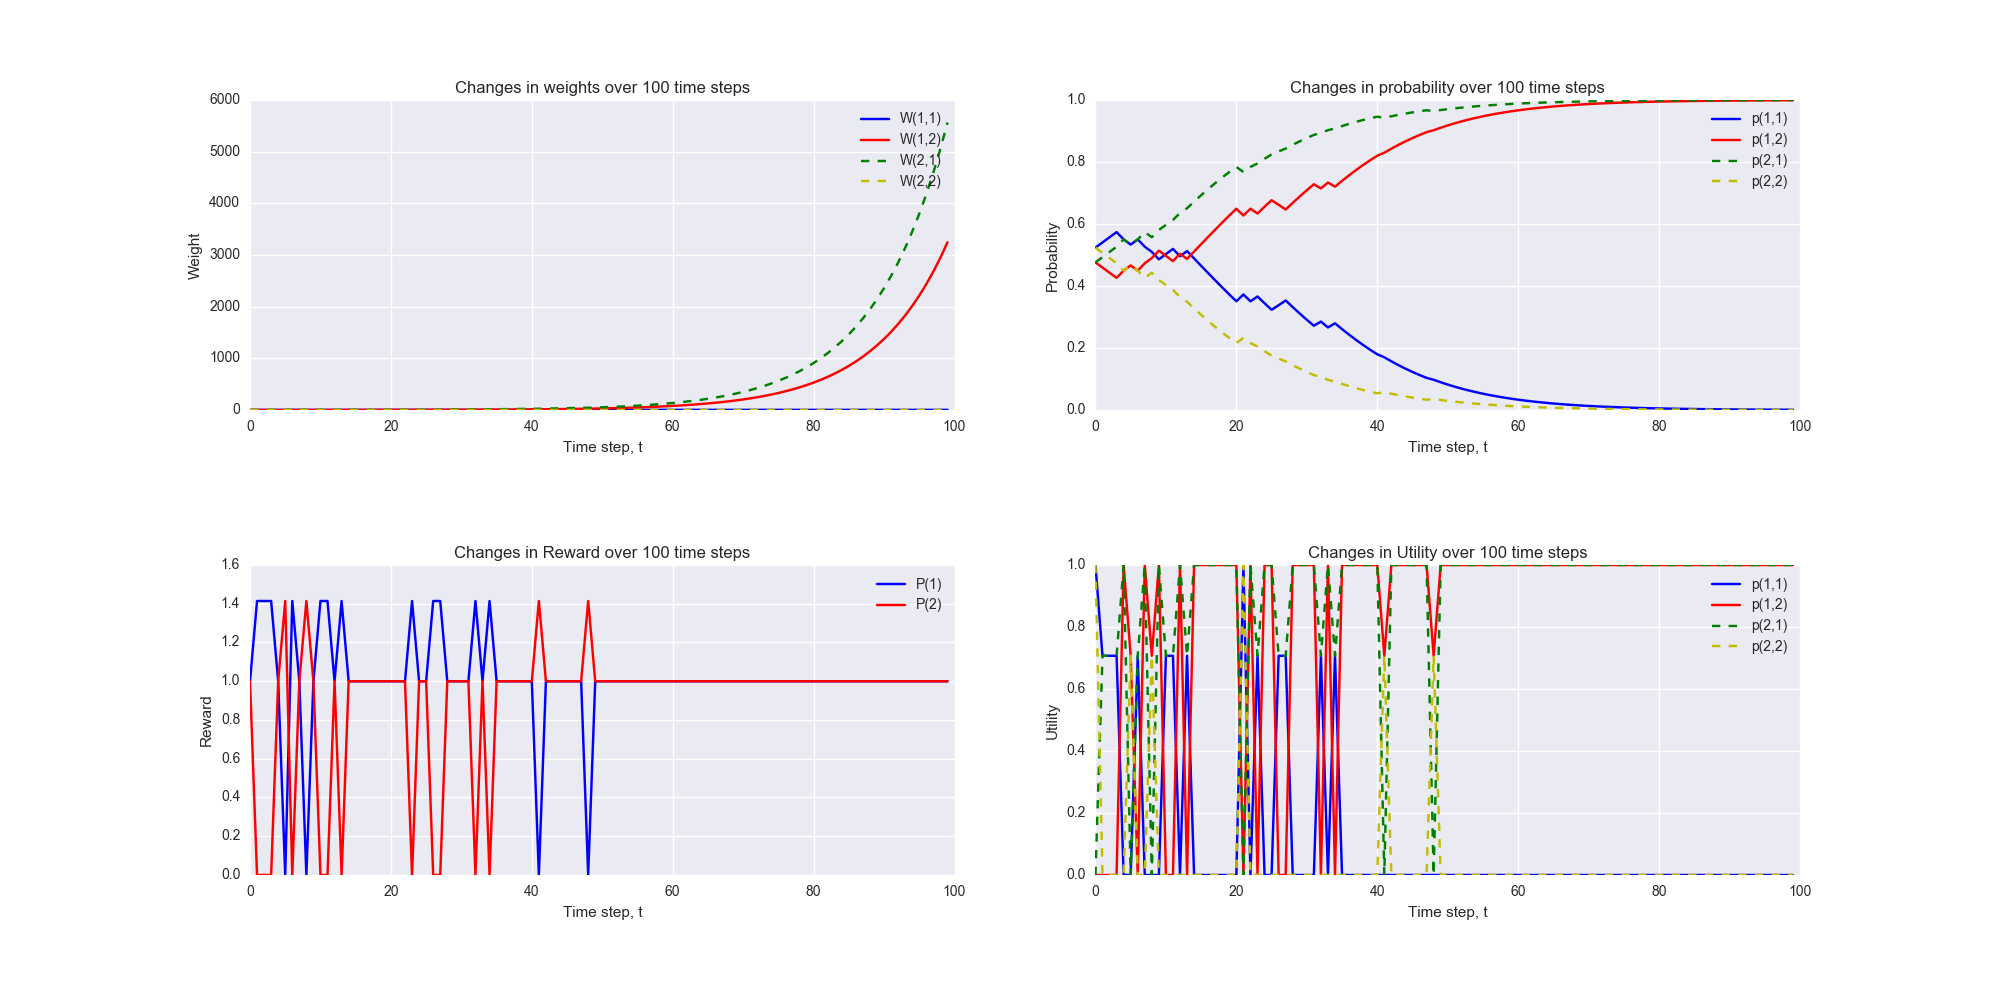 Changes in weights over 100 time steps
6000
5000
4000
3000
2000
1000
0
Weight
W(1,1)
W(1,2)
W(2,1)
W(2,2)
0 20 40 60 80 100
Time step, t
Changes in probability over 100 time steps
1.0
0.8
0.6
0.4
0.2
0.0
Probability
p(1,1)
p(1,2)
p(2,1)
p(2,2)
0 20 40 60 80 100
Time step, t
Changes in Reward over 100 time steps
1.6
1.4
1.2
1.0
0.8
0.6
0.4
0.2
0.0
Reward
P(1)
P(2)
0 20 40 60 80 100
Time step, t
Changes in Utility over 100 time steps
1.0
0.8
0.6
0.4
0.2
0.0
Utility
p(1,1)
p(1,2)
p(2,1)
p(2,2)
0 20 40 60 80 100
Time step, t